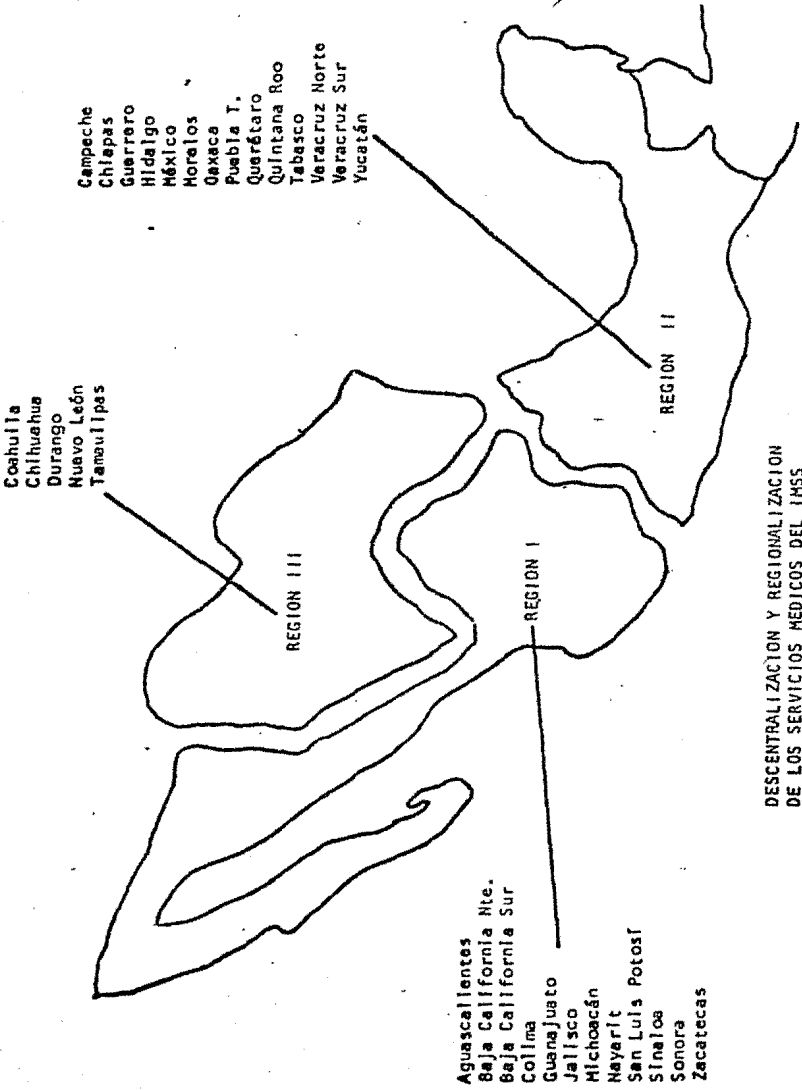 Coahuila
Chihuahua
Durango
Nuevo León
Tamaulipas
Campeche
Chiapas
Guerrero
Hidalgo
México
Morelos
Oaxaca
Puebla T.
Querétaro
Quintana Roo
Tabasco
Veracruz Norte
Veracruz Sur
Yucatán
REGION III
REGION I
REGION II
Aguascalientes
Baja California Nte.
Baja California Sur
Colima
Guanajuato
Jalisco
Michoacán
Nayarit
San Luis Potosí
Sinaloa
Sonora
Zacatecas
DESCENTRALIZACION Y REGIONALIZACION
DE LOS SERVICIOS MEDICOS DEL IMSS